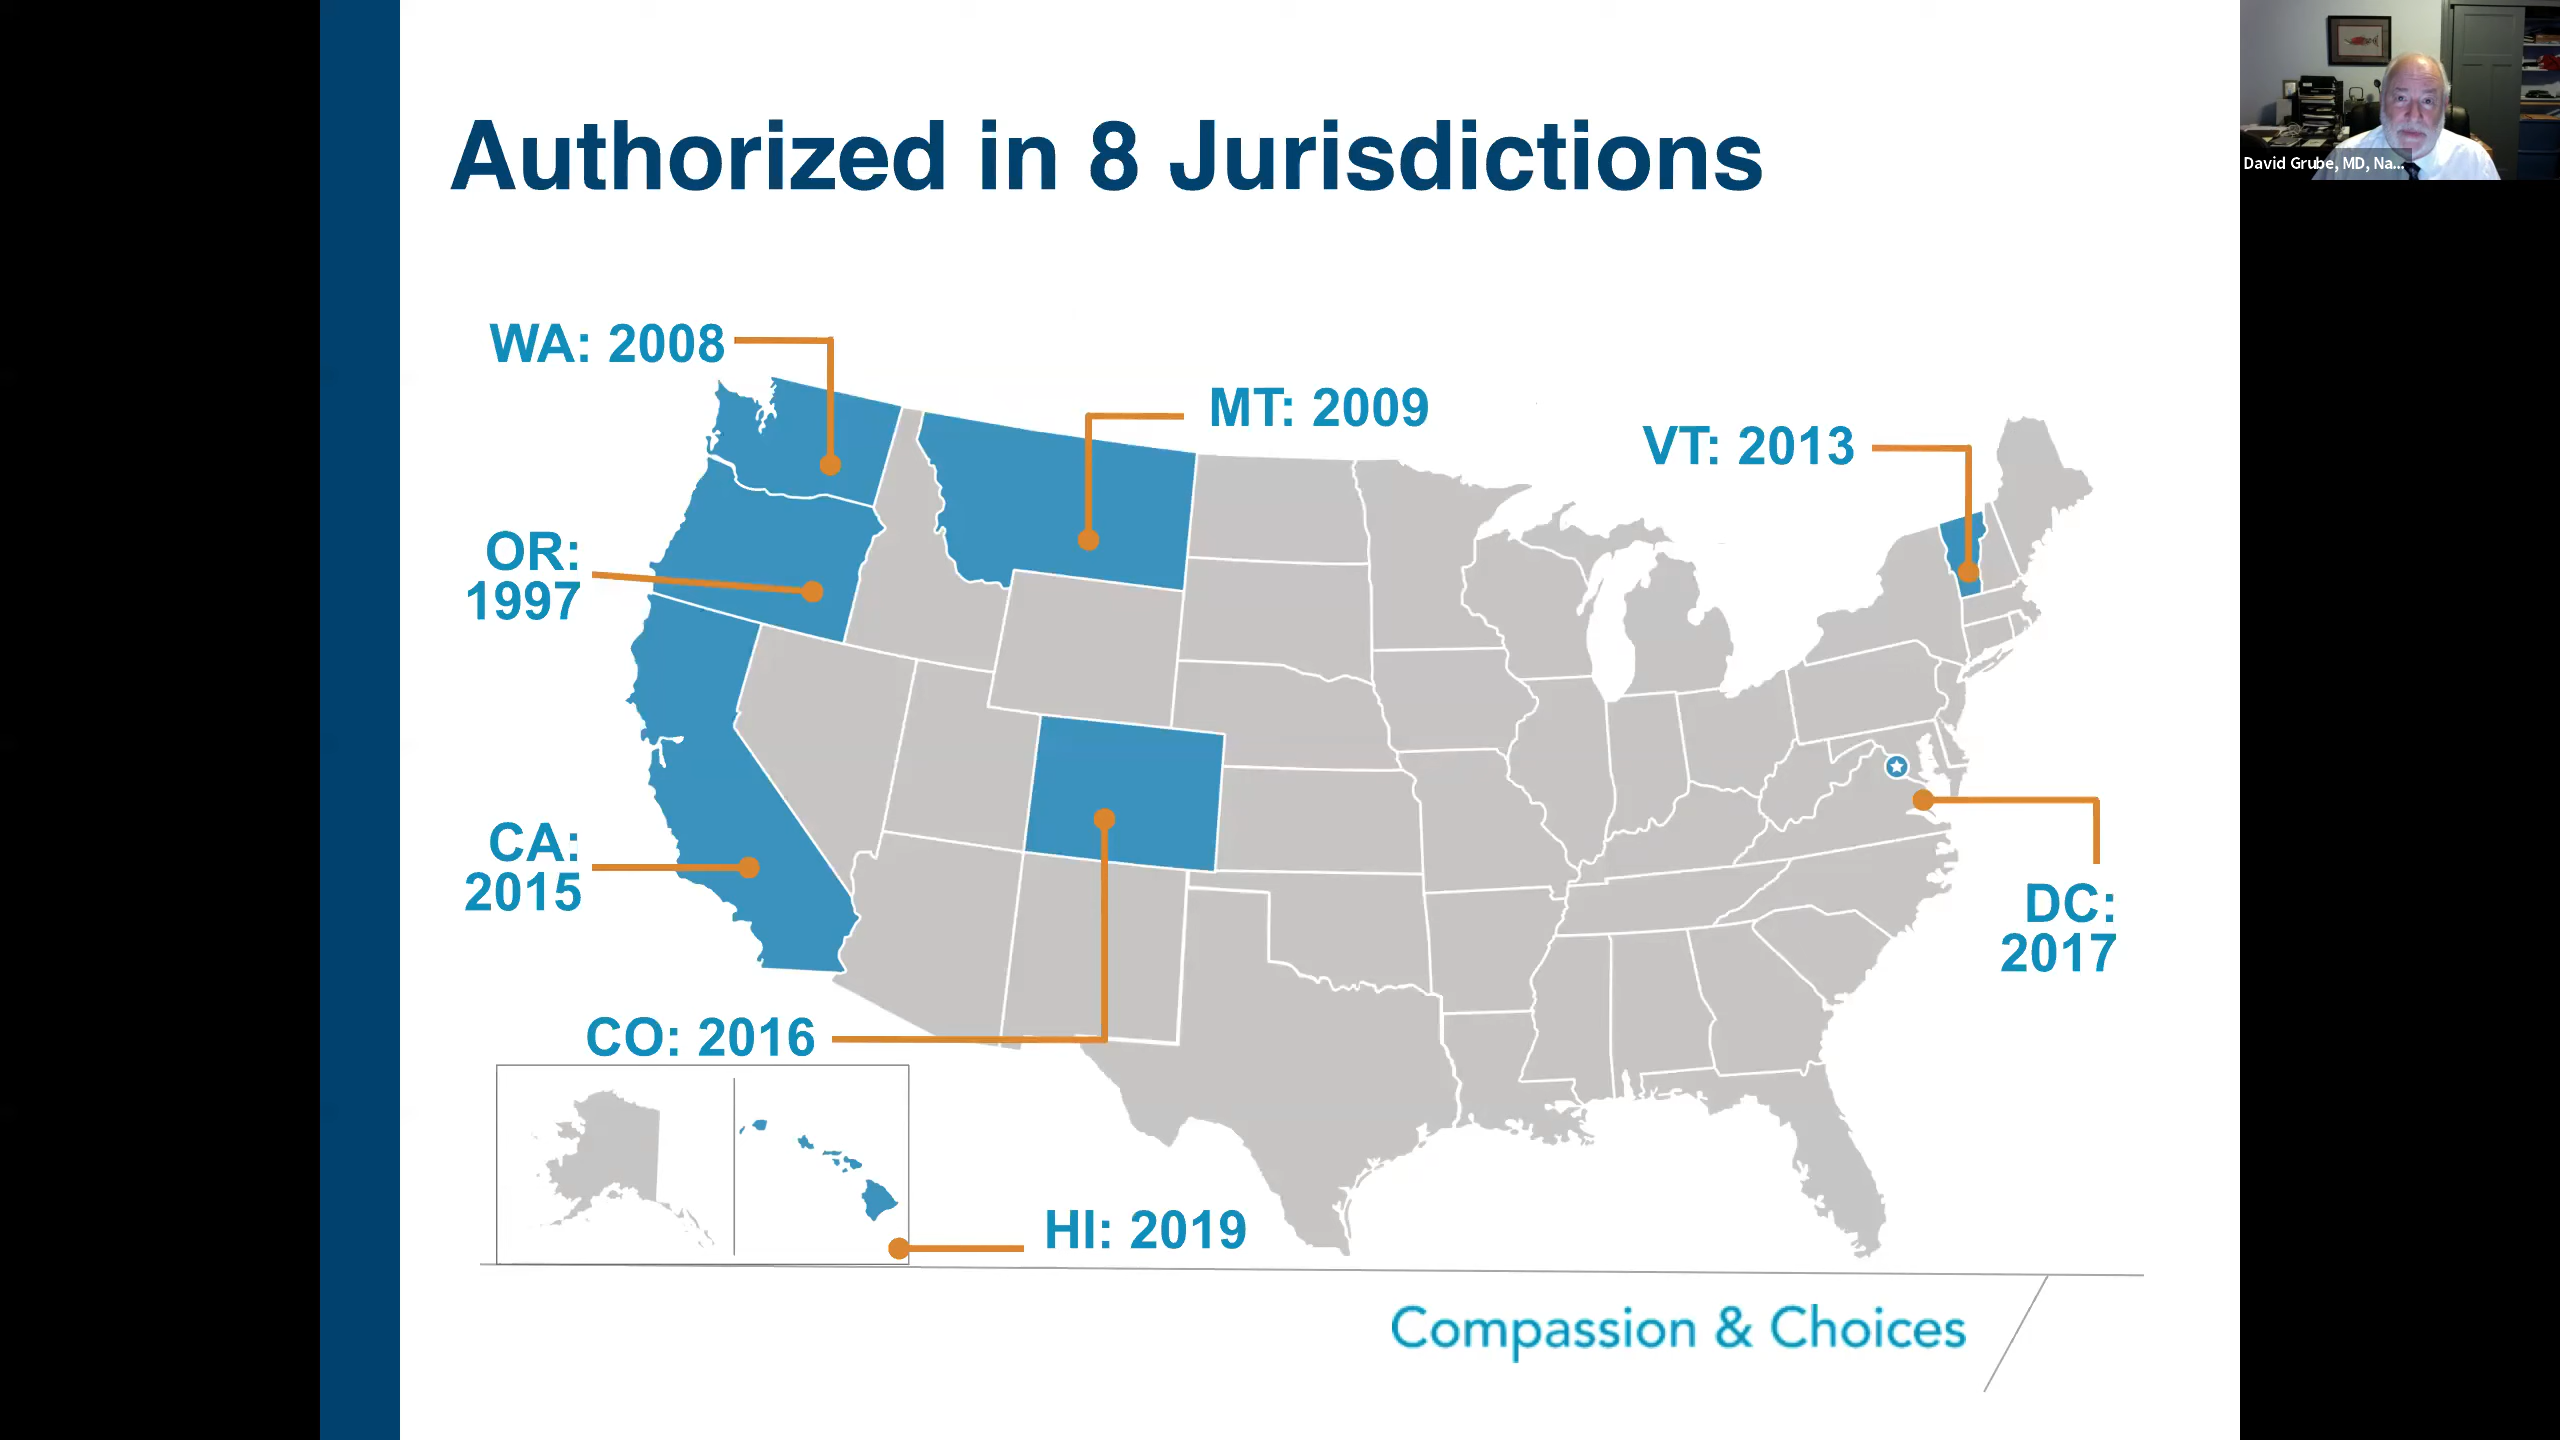 Authorized in 8 Jurisdictions
David Grube, MD, Na...
WA: 2008
MT: 2009
VT: 2013
OR:
1997
CA:
2015
DC:
2017
CO: 2016
HI: 2019
Compassion & Choices